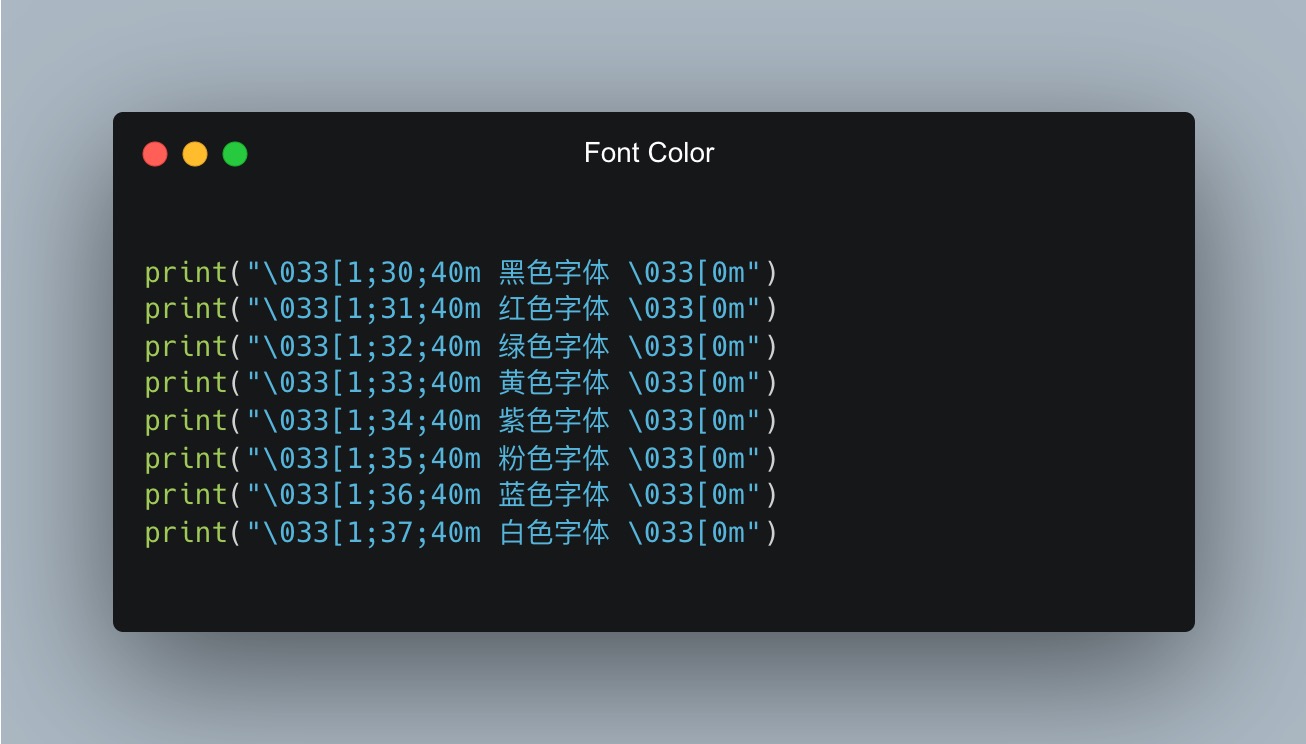 Font Color
print("\033[1;30;40m 黑色字体 \033[0m")
print("\033[1;31;40m 红色字体 \033[0m")
print("\033[1;32;40m 绿色字体 \033[0m")
print("\033[1;33;40m 黄色字体 \033[0m")
print("\033[1;34;40m 紫色字体 \033[0m")
print("\033[1;35;40m 粉色字体 \033[0m")
print("\033[1;36;40m 蓝色字体 \033[0m")
print("\033[1;37;40m 白色字体 \033[0m")